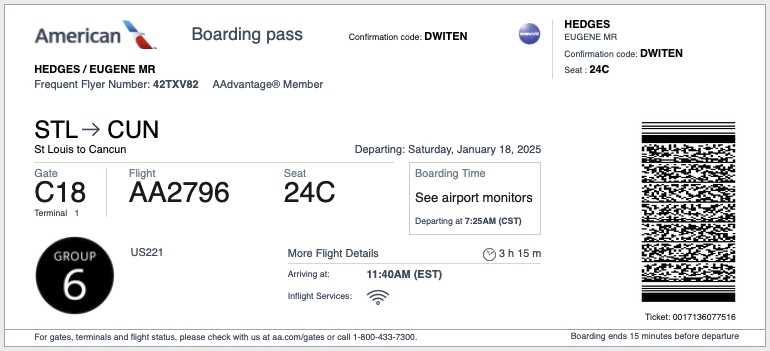 American
Boarding pass
Confirmation code: DWITEN
oneworld
HEDGES
EUGENE MR
Confirmation code: DWITEN
Seat : 24C
HEDGES / EUGENE MR
Frequent Flyer Number: 42TXV82 AAdvantage® Member
STL → CUN
St Louis to Cancun
Departing: Saturday, January 18, 2025
Gate
C18
Terminal 1
Flight
AA2796
Seat
24C
Boarding Time
See airport monitors
Departing at 7:25AM (CST)
GROUP
6
US221
More Flight Details
3 h 15 m
Arriving at: 11:40AM (EST)
Inflight Services:
Ticket: 0017136077516
For gates, terminals and flight status, please check with us at aa.com/gates or call 1-800-433-7300.
Boarding ends 15 minutes before departure